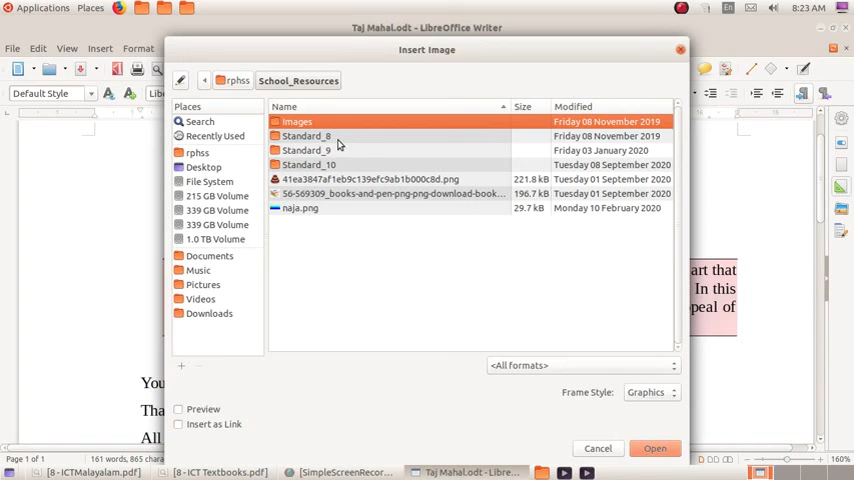 Applications Places En 8:23 AM
Taj Mahal.odt - LibreOffice Writer
File Edit View Insert Format
Insert Image
rphss School_Resources
Default Style
Places
Search
Recently Used
rphss
Desktop
File System
215 GB Volume
339 GB Volume
339 GB Volume
1.0 TB Volume
Documents
Music
Pictures
Videos
Downloads
Name Size Modified
Images Friday 08 November 2019
Standard_8 Friday 08 November 2019
Standard_9 Friday 03 January 2020
Standard_10 Tuesday 08 September 2020
41ea3847af1eb9c139efc9ab1b000c8d.png 221.8 kB Tuesday 01 September 2020
56-569309_books-and-pen-png-png-download-book... 196.7 kB Tuesday 01 September 2020
naja.png 29.7 kB Monday 10 February 2020
art that
In this
peal of
<All formats>
Frame Style: Graphics
Preview
Insert as Link
Cancel Open
You
Tha
All
Page 1 of 1 161 words, 865 charac 160%
[8 - ICTMalayalam.pdf] [8 - ICT Textbooks.pdf] [SimpleScreenRecor... Taj Mahal.odt - Libre...